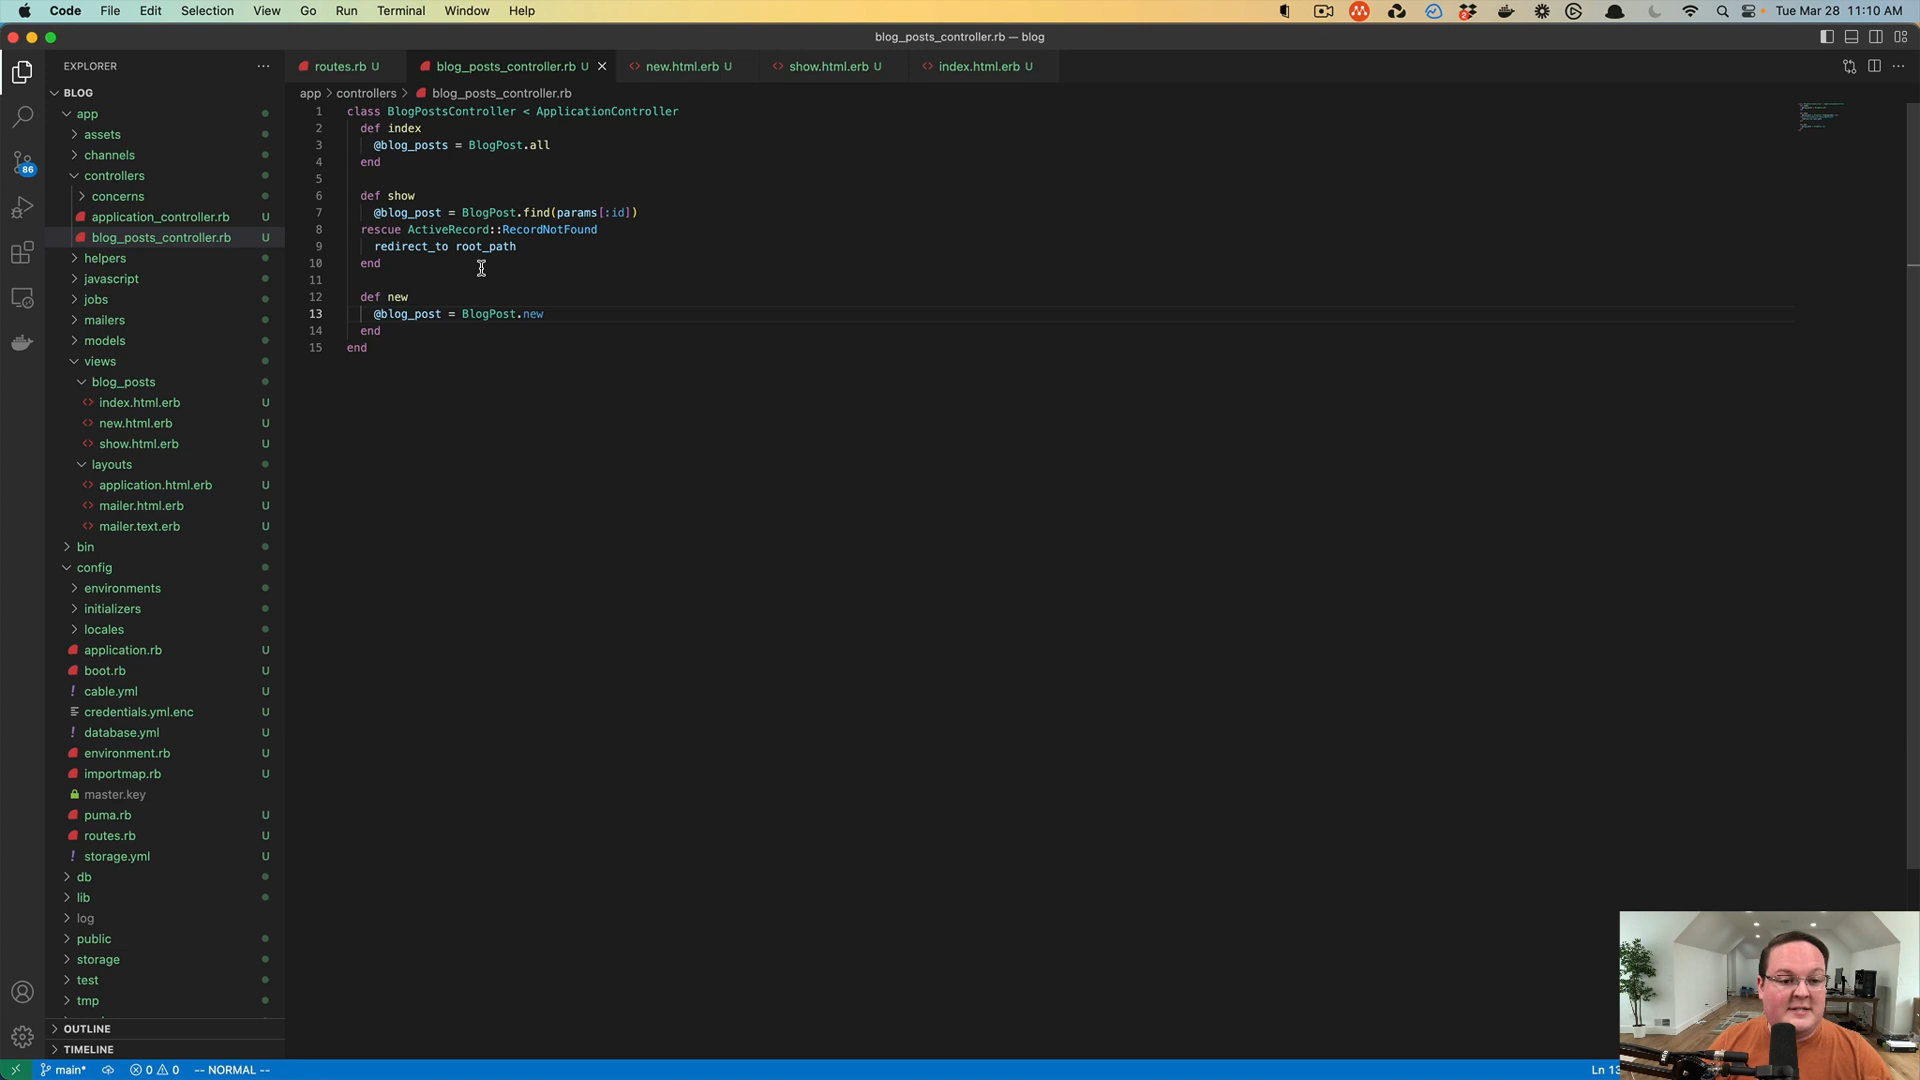 Code File Edit Selection View Go Run Terminal Window Help Tue Mar 28 11:10 AM
blog_posts_controller.rb — blog
EXPLORER
routes.rb U blog_posts_controller.rb U new.html.erb U show.html.erb U index.html.erb U
app > controllers > blog_posts_controller.rb
BLOG
app
assets
channels
controllers
concerns
application_controller.rb U
blog_posts_controller.rb U
helpers
javascript
jobs
mailers
models
views
blog_posts
index.html.erb U
new.html.erb U
show.html.erb U
layouts
application.html.erb U
mailer.html.erb U
mailer.text.erb U
bin
config
environments
initializers
locales
application.rb U
boot.rb U
cable.yml U
credentials.yml.enc U
database.yml U
environment.rb U
importmap.rb U
master.key
puma.rb U
routes.rb U
storage.yml U
db
lib
log
public
storage
test
tmp
OUTLINE
TIMELINE
86
1 class BlogPostsController < ApplicationController
2 def index
3 @blog_posts = BlogPost.all
4 end
5
6 def show
7 @blog_post = BlogPost.find(params[:id])
8 rescue ActiveRecord::RecordNotFound
9 redirect_to root_path
10 end
11
12 def new
13 @blog_post = BlogPost.new
14 end
15 end
main* 0 0 -- NORMAL -- Ln 13